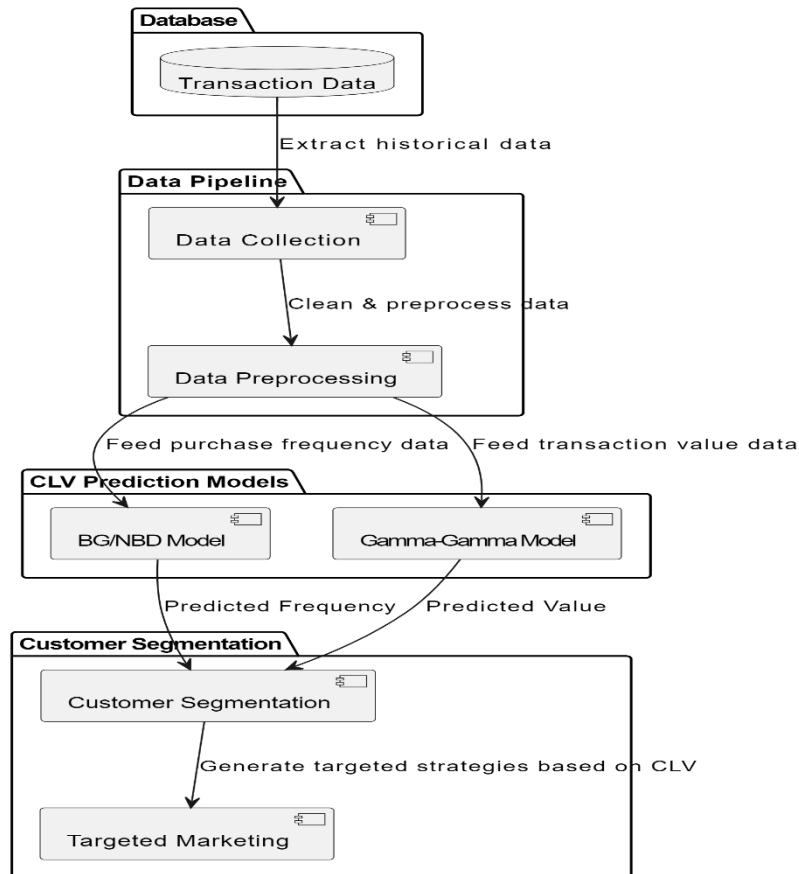 Database
Transaction Data
Extract historical data
Data Pipeline
Data Collection
Clean & preprocess data
Data Preprocessing
Feed purchase frequency data
Feed transaction value data
CLV Prediction Models
BG/NBD Model
Gamma-Gamma Model
Predicted Frequency
Predicted Value
Customer Segmentation
Customer Segmentation
Generate targeted strategies based on CLV
Targeted Marketing